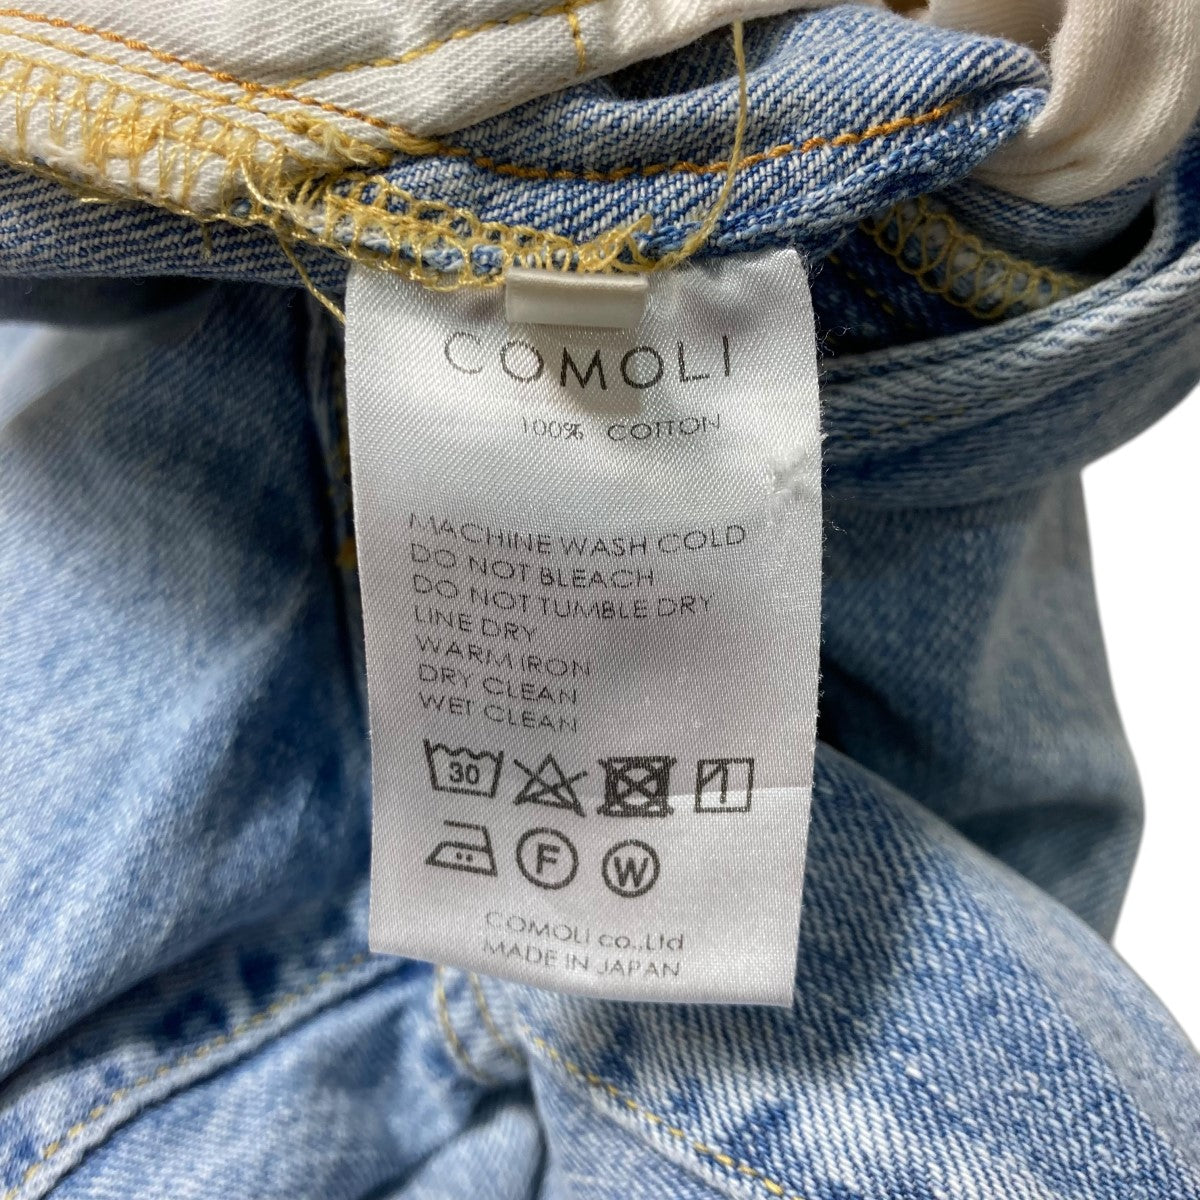 COMOLI
100% COTTON
MACHINE WASH COLD
DO NOT BLEACH
DO NOT TUMBLE DRY
LINE DRY
WARM IRON
DRY CLEAN
WET CLEAN
30
F W
COMOLI co.,Ltd
MADE IN JAPAN